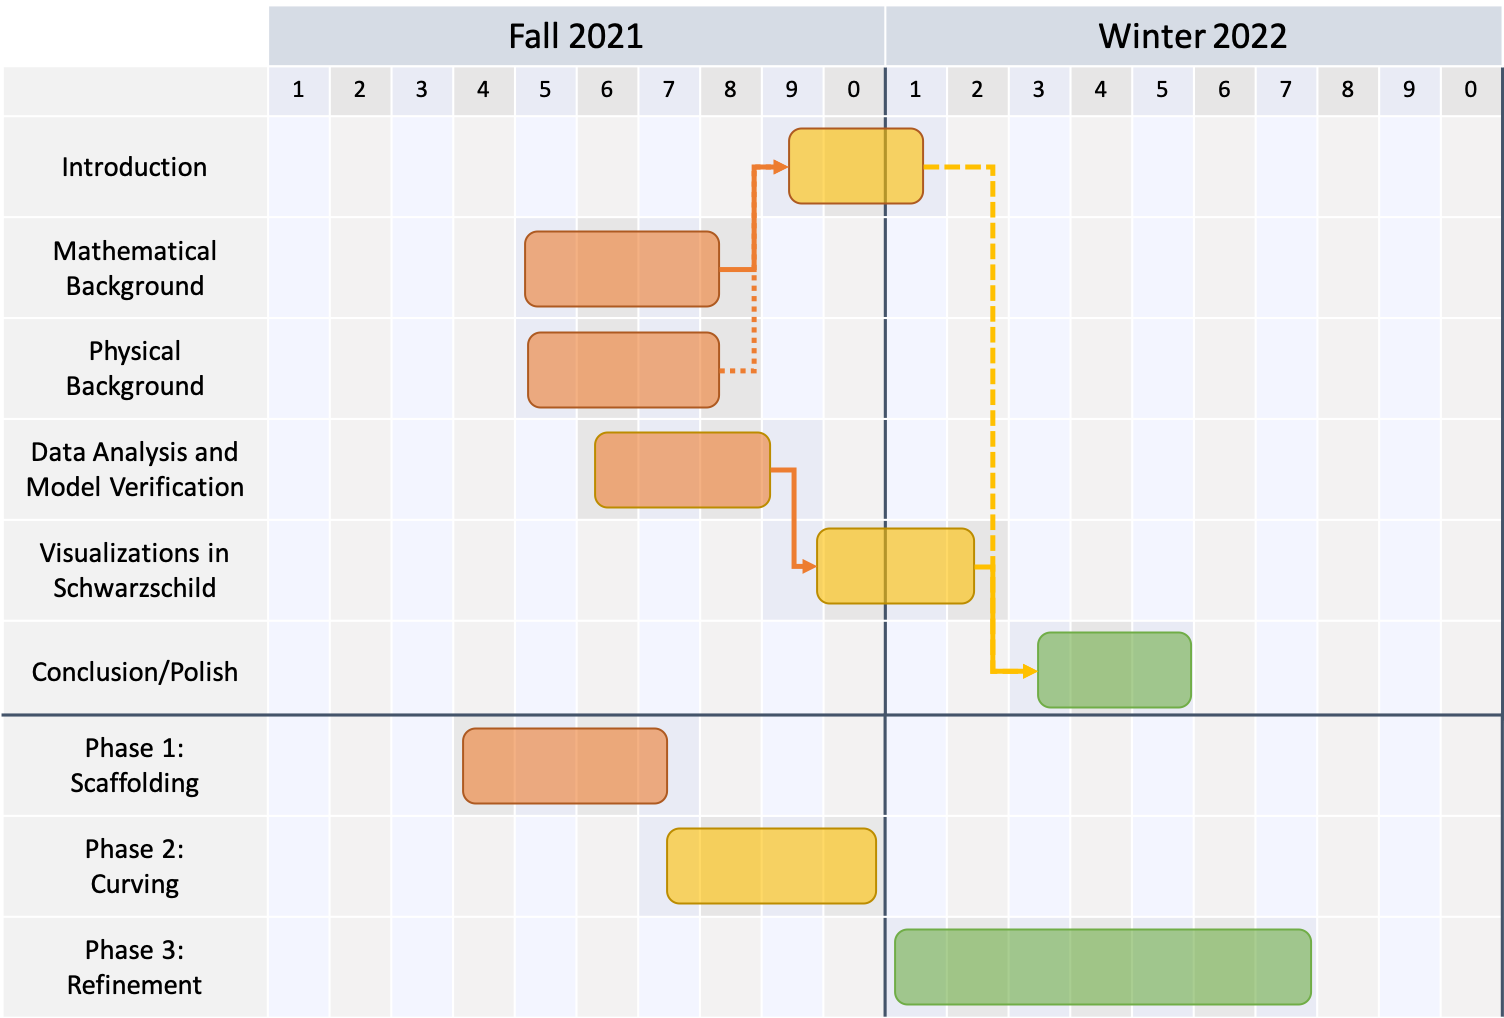 Fall 2021 Winter 2022
1 2 3 4 5 6 7 8 9 0 1 2 3 4 5 6 7 8 9 0
Introduction
Mathematical
Background
Physical
Background
Data Analysis and
Model Verification
Visualizations in
Schwarzschild
Conclusion/Polish
Phase 1:
Scaffolding
Phase 2:
Curving
Phase 3:
Refinement